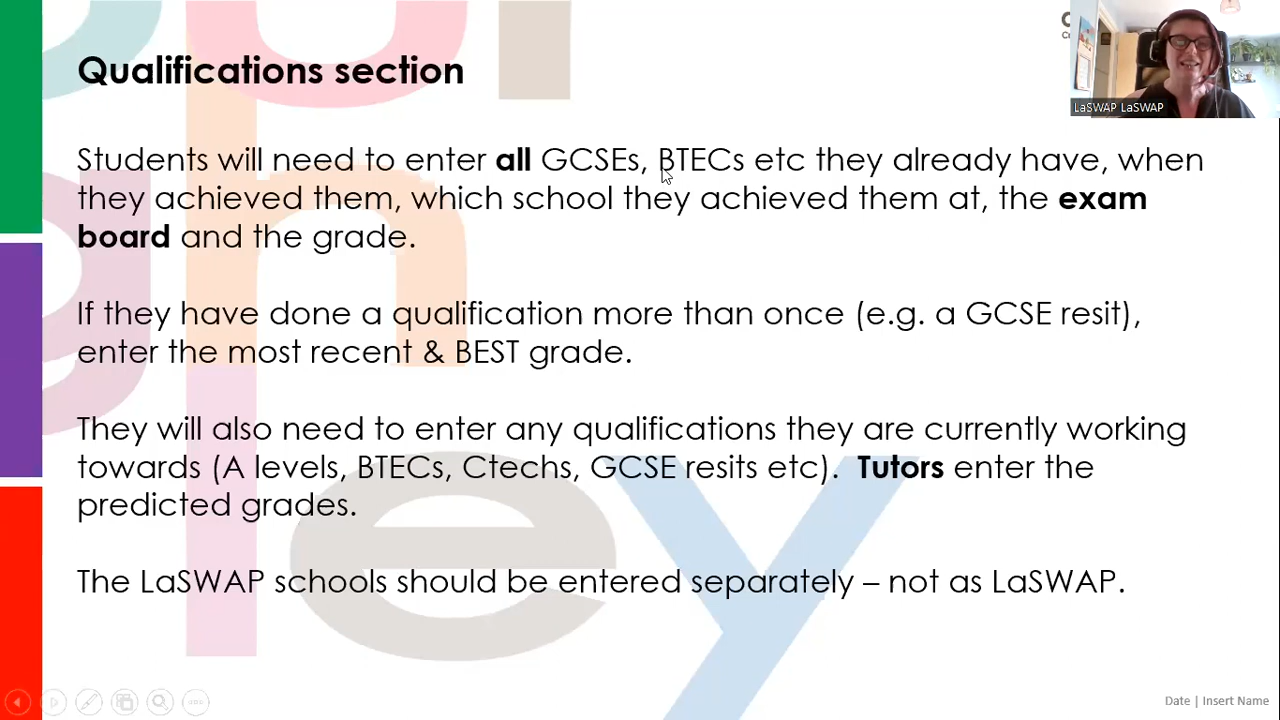 Qualifications section
LaSWAP LaSWAP
Students will need to enter all GCSEs, BTECs etc they already have, when
they achieved them, which school they achieved them at, the exam
board and the grade.
If they have done a qualification more than once (e.g. a GCSE resit),
enter the most recent & BEST grade.
They will also need to enter any qualifications they are currently working
towards (A levels, BTECs, Ctechs, GCSE resits etc). Tutors enter the
predicted grades.
The LaSWAP schools should be entered separately – not as LaSWAP.
Date | Insert Name